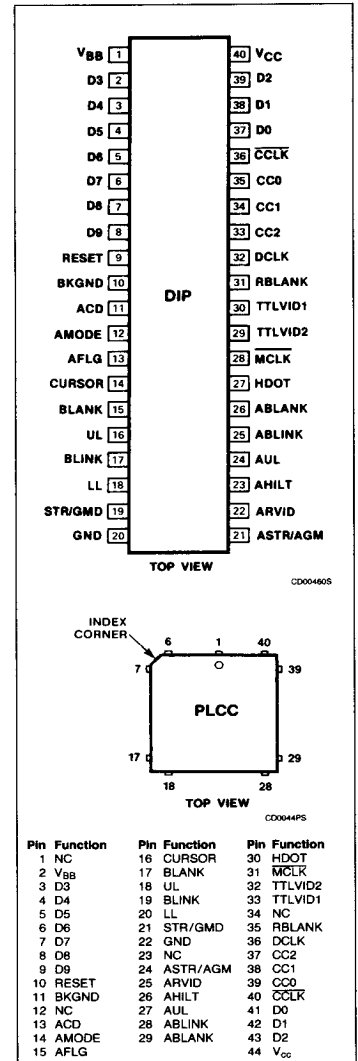 VBB 1 40 VCC
D3 2 39 D2
D4 3 38 D1
D5 4 37 D0
D6 5 36 CCLK
D7 6 35 CC0
D8 7 34 CC1
D9 8 33 CC2
RESET 9 32 DCLK
BKGND 10 31 RBLANK
DIP
ACD 11 30 TTLVID1
AMODE 12 29 TTLVID2
AFLG 13 28 MCLK
CURSOR 14 27 HDOT
BLANK 15 26 ABLANK
UL 16 25 ABLINK
BLINK 17 24 AUL
LL 18 23 AHILT
STR/GMD 19 22 ARVID
GND 20 21 ASTR/AGM
TOP VIEW
CD00460S
INDEX
CORNER
6 1 40
7 39
PLCC
17 29
18 28
TOP VIEW
CD0044PS
Pin Function Pin Function Pin Function
1 NC 16 CURSOR 30 HDOT
2 VBB 17 BLANK 31 MCLK
3 D3 18 UL 32 TTLVID2
4 D4 19 BLINK 33 TTLVID1
5 D5 20 LL 34 NC
6 D6 21 STR/GMD 35 RBLANK
7 D7 22 GND 36 DCLK
8 D8 23 NC 37 CC2
9 D9 24 ASTR/AGM 38 CC1
10 RESET 25 ARVID 39 CC0
11 BKGND 26 AHILT 40 CCLK
12 NC 27 AUL 41 D0
13 ACD 28 ABLINK 42 D1
14 AMODE 29 ABLANK 43 D2
15 AFLG 44 Vcc